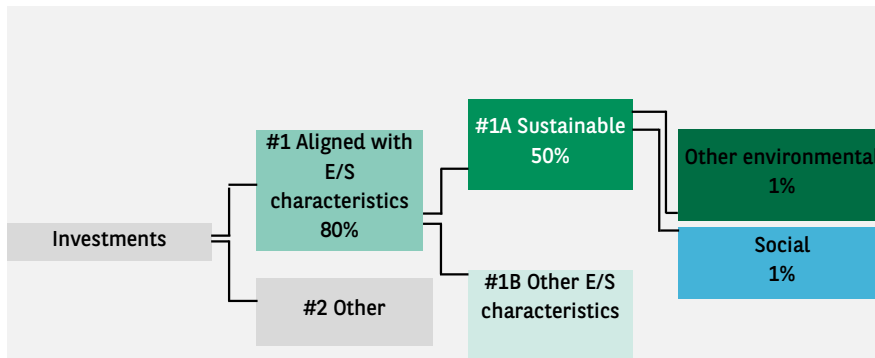 Investments
#1 Aligned with
E/S
characteristics
80%
#2 Other
#1A Sustainable
50%
#1B Other E/S
characteristics
Other environmental
1%
Social
1%